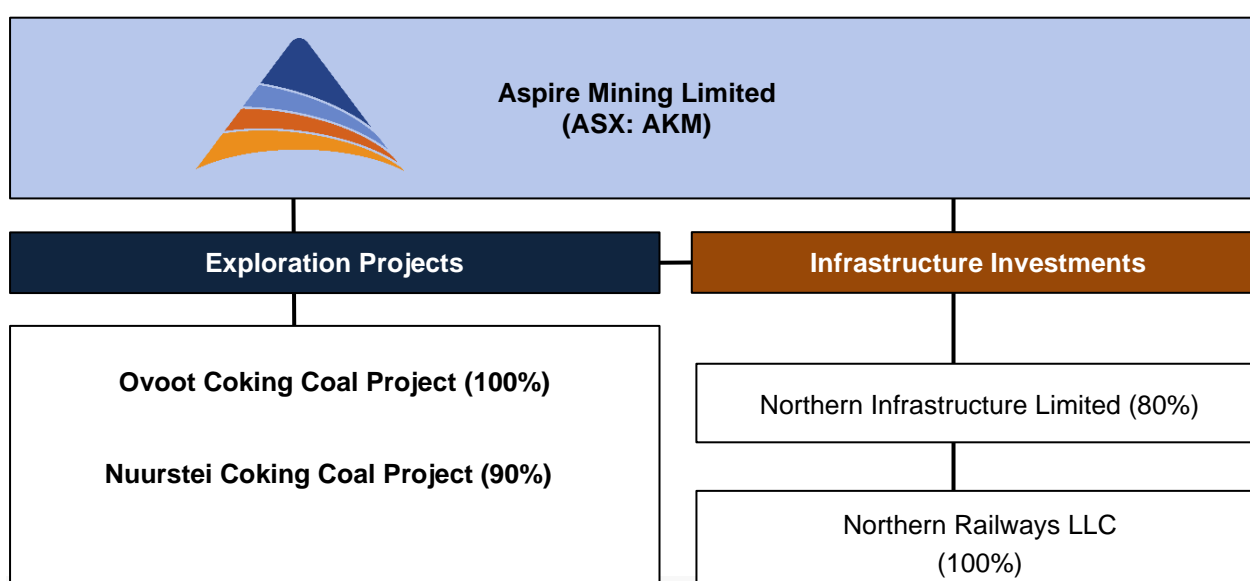 Aspire Mining Limited
(ASX: AKM)
Exploration Projects
Infrastructure Investments
Ovoot Coking Coal Project (100%)
Nuurstei Coking Coal Project (90%)
Northern Infrastructure Limited (80%)
Northern Railways LLC
(100%)